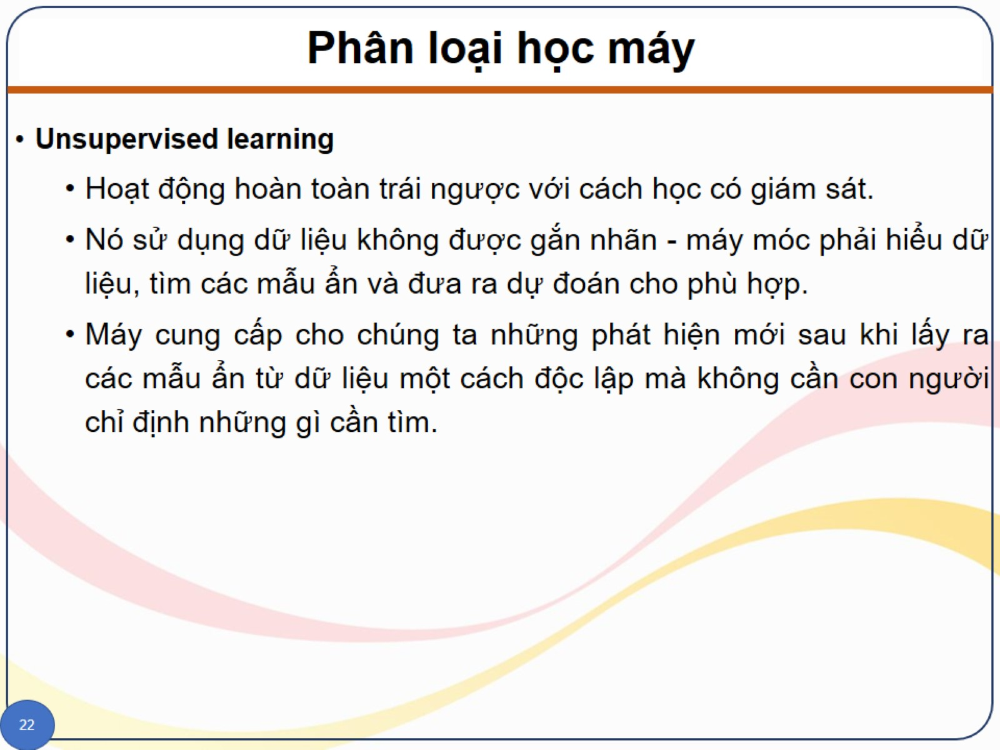 Phân loại học máy
• Unsupervised learning
• Hoạt động hoàn toàn trái ngược với cách học có giám sát.
• Nó sử dụng dữ liệu không được gắn nhãn - máy móc phải hiểu dữ
liệu, tìm các mẫu ẩn và đưa ra dự đoán cho phù hợp.
• Máy cung cấp cho chúng ta những phát hiện mới sau khi lấy ra
các mẫu ẩn từ dữ liệu một cách độc lập mà không cần con người
chỉ định những gì cần tìm.
22